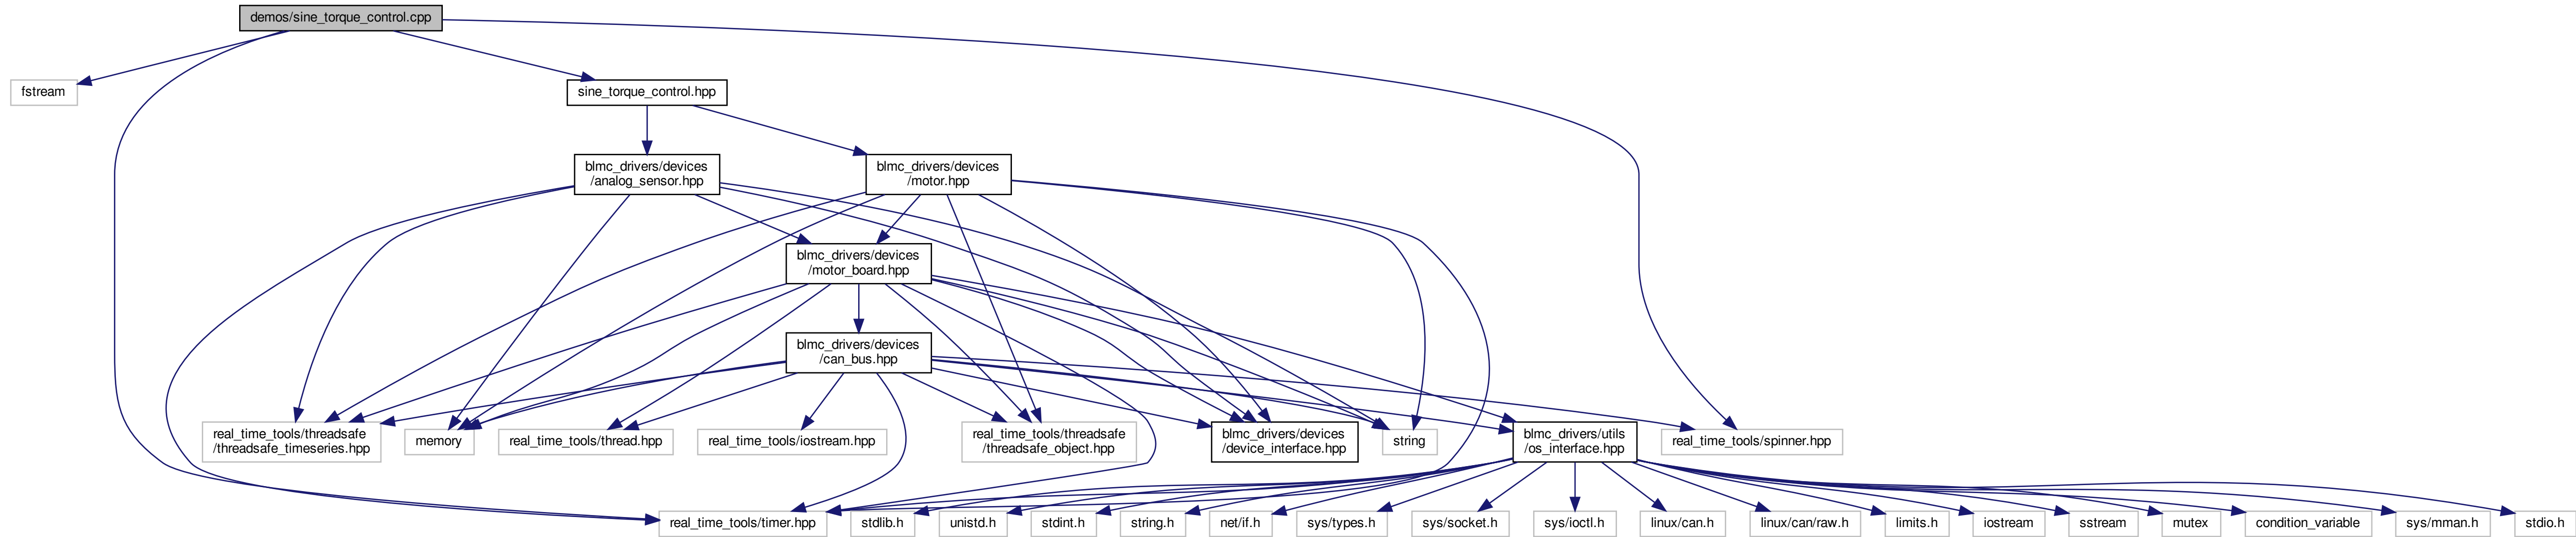 demos/sine_torque_control.cpp
fstream
sine_torque_control.hpp
blmc_drivers/devices
/analog_sensor.hpp
blmc_drivers/devices
/motor.hpp
blmc_drivers/devices
/motor_board.hpp
blmc_drivers/devices
/can_bus.hpp
real_time_tools/threadsafe
/threadsafe_timeseries.hpp
memory
real_time_tools/thread.hpp
real_time_tools/iostream.hpp
real_time_tools/threadsafe
/threadsafe_object.hpp
blmc_drivers/devices
/device_interface.hpp
string
blmc_drivers/utils
/os_interface.hpp
real_time_tools/spinner.hpp
real_time_tools/timer.hpp
stdlib.h
unistd.h
stdint.h
string.h
net/if.h
sys/types.h
sys/socket.h
sys/ioctl.h
linux/can.h
linux/can/raw.h
limits.h
iostream
sstream
mutex
condition_variable
sys/mman.h
stdio.h